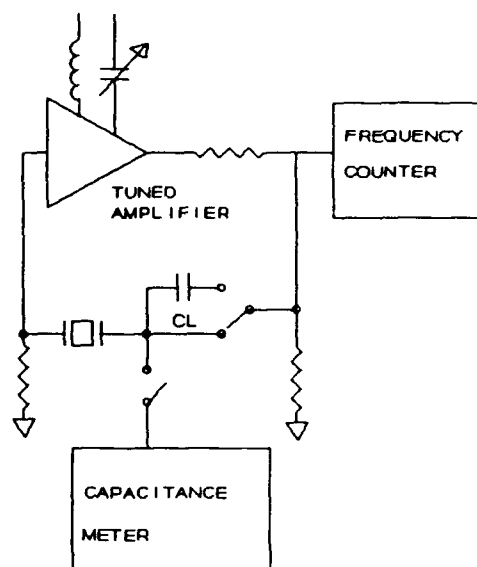 FREQUENCY
COUNTER
TUNED
AMPLIFIER
CL
CAPACITANCE
METER